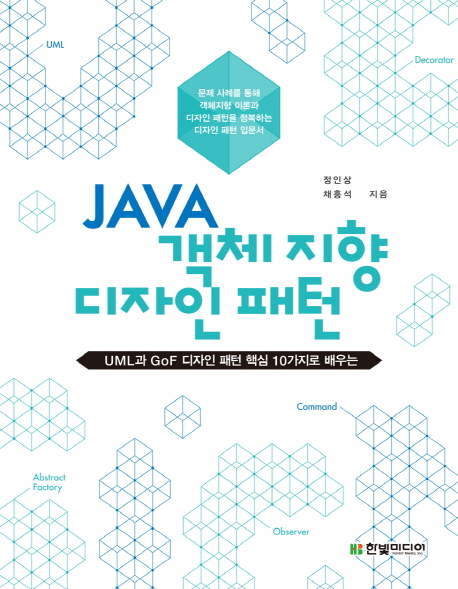 UML
Decorator
문제 사례를 통해
객체지향 이론과
디자인 패턴을 정복하는
디자인 패턴 입문서
정인상
채흥석 지음
JAVA
객체 지향
디자인 패턴
UML과 GoF 디자인 패턴 핵심 10가지로 배우는
Command
Abstract
Factory
Observer
HB 한빛미디어
Hanbit Media, Inc.